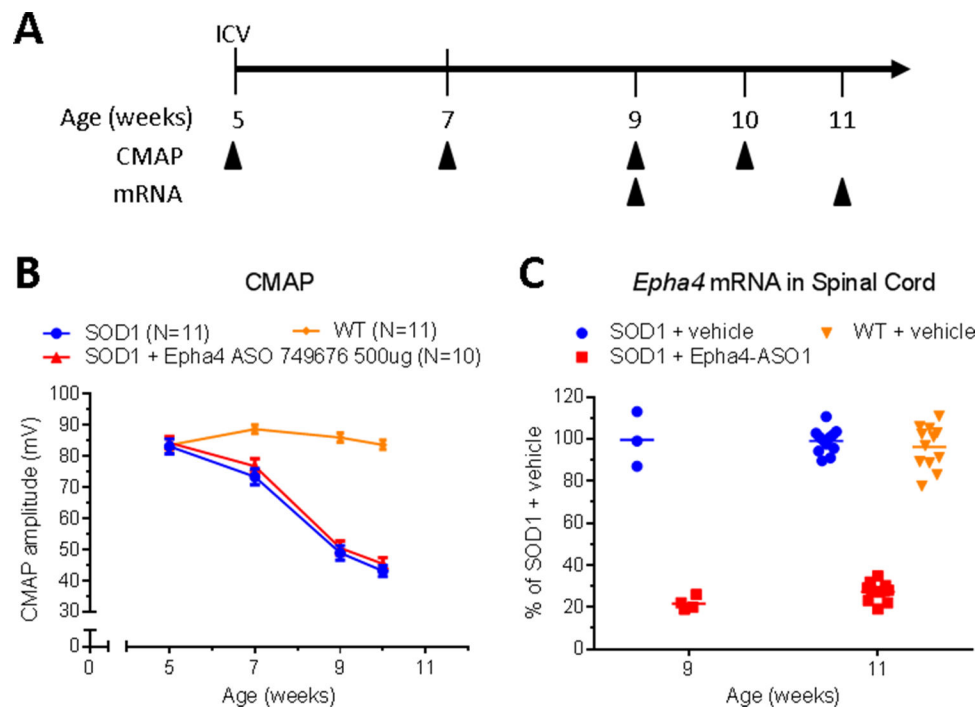 A
ICV
Age (weeks) 5 7 9 10 11
CMAP
mRNA
B
CMAP
SOD1 (N=11) WT (N=11)
SOD1 + Epha4 ASO 749676 500ug (N=10)
CMAP amplitude (mV)
100
90
80
70
60
50
40
30
0
0 5 7 9 11
Age (weeks)
C
Epha4 mRNA in Spinal Cord
SOD1 + vehicle WT + vehicle
SOD1 + Epha4-ASO1
% of SOD1 + vehicle
120
100
80
60
40
20
0
9 11
Age (weeks)